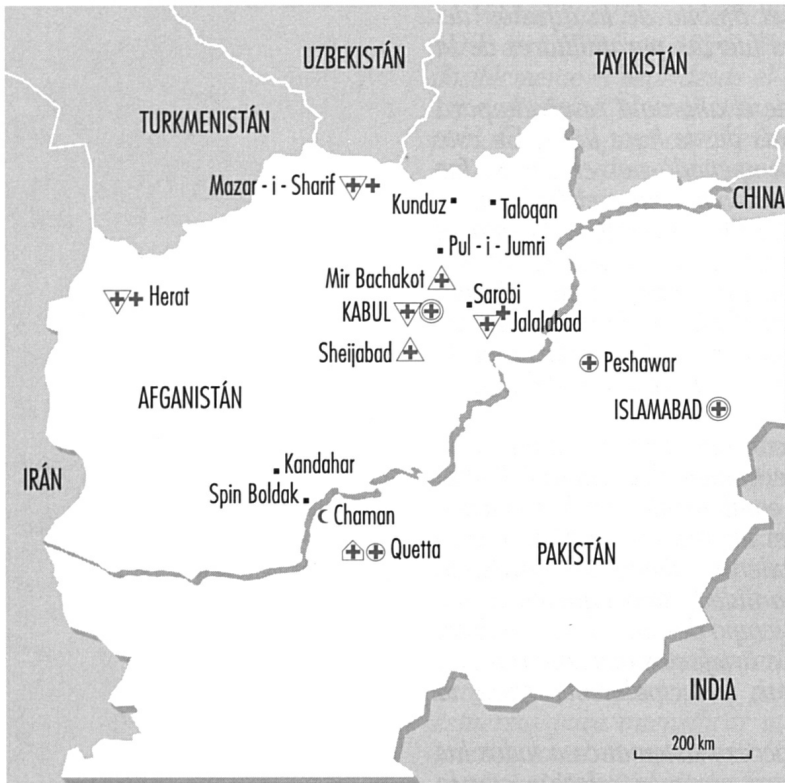 UZBEKISTÁN
TAYIKISTÁN
TURKMENISTÁN
Mazar - i - Sharif
Kunduz
Taloqan
CHINA
Pul - i - Jumri
Mir Bachakot
Herat
Sarobi
KABUL
Jalalabad
Sheijabad
Peshawar
AFGANISTÁN
ISLAMABAD
IRÁN
Kandahar
Spin Boldak
Chaman
Quetta
PAKISTÁN
INDIA
200 km